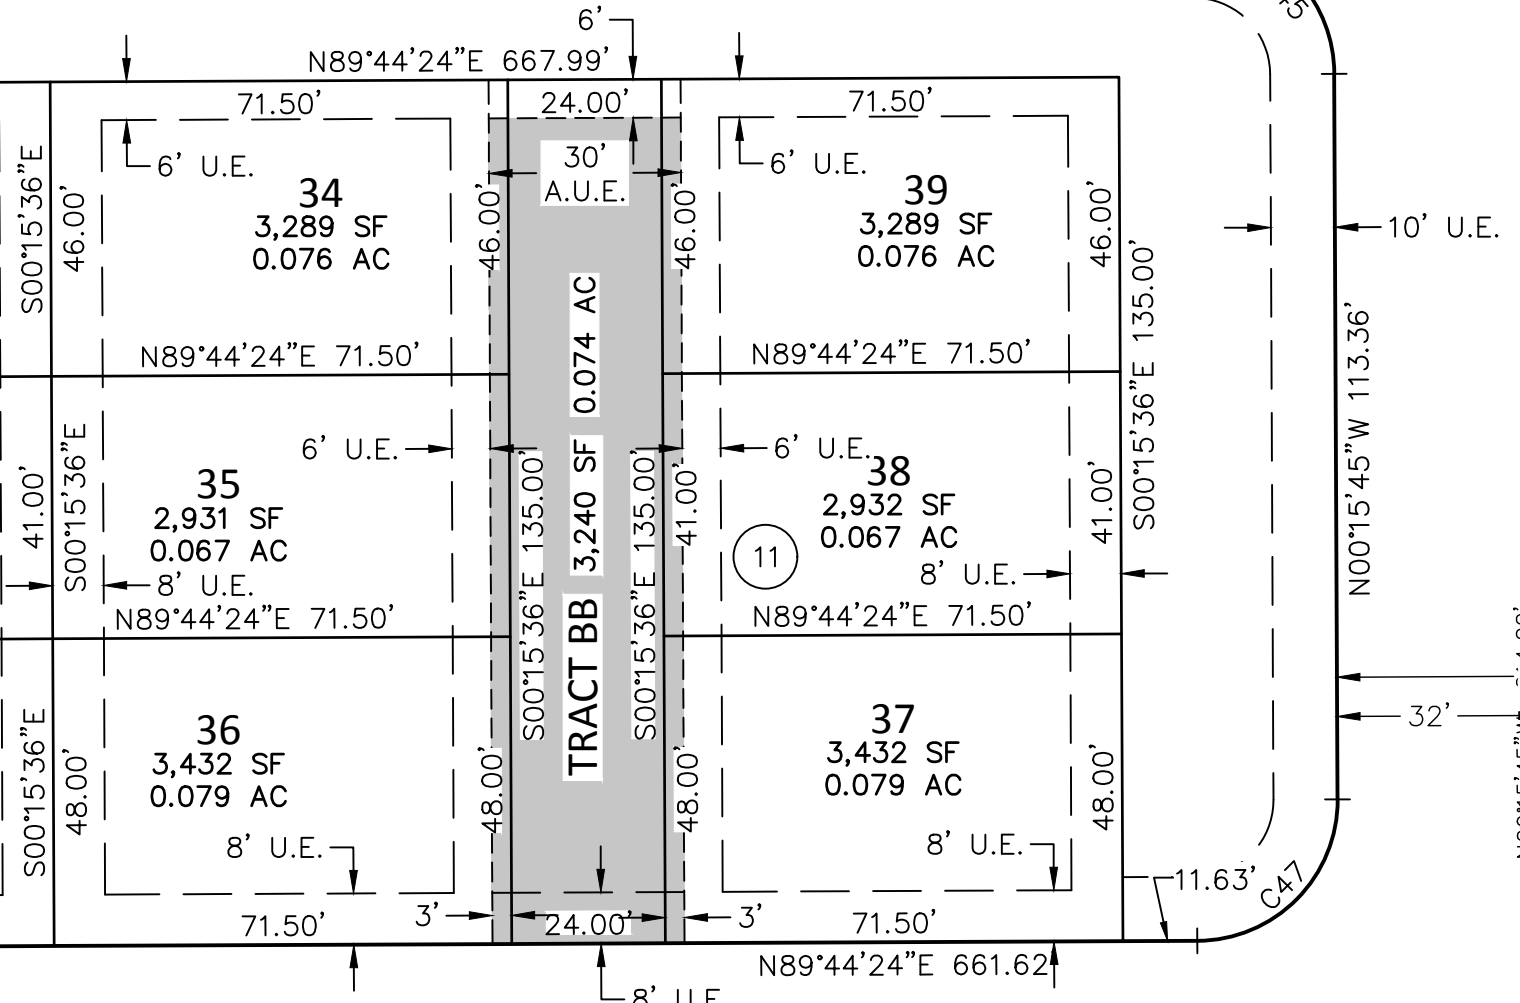 6'
N89°44'24"E 667.99'
71.50'
24.00'
71.50'
6' U.E.
30'
A.U.E.
6' U.E.
S00°15'36"E
46.00'
34
3,289 SF
0.076 AC
46.00'
46.00'
39
3,289 SF
0.076 AC
46.00'
10' U.E.
N89°44'24"E 71.50'
N89°44'24"E 71.50'
S00°15'36"E 135.00'
N00°15'45"W 113.36'
TRACT BB 3,240 SF 0.074 AC
S00°15'36"E 135.00'
S00°15'36"E 135.00'
6' U.E.
6' U.E.
41.00'
S00°15'36"E
35
2,931 SF
0.067 AC
8' U.E.
41.00'
38
2,932 SF
0.067 AC
11
8' U.E.
41.00'
N89°44'24"E 71.50'
N89°44'24"E 71.50'
S00°15'36"E
48.00'
36
3,432 SF
0.079 AC
48.00'
48.00'
37
3,432 SF
0.079 AC
48.00'
32'
8' U.E.
8' U.E.
11.63'
C47
71.50'
3'
24.00'
3'
71.50'
N89°44'24"E 661.62'
8' U.E.